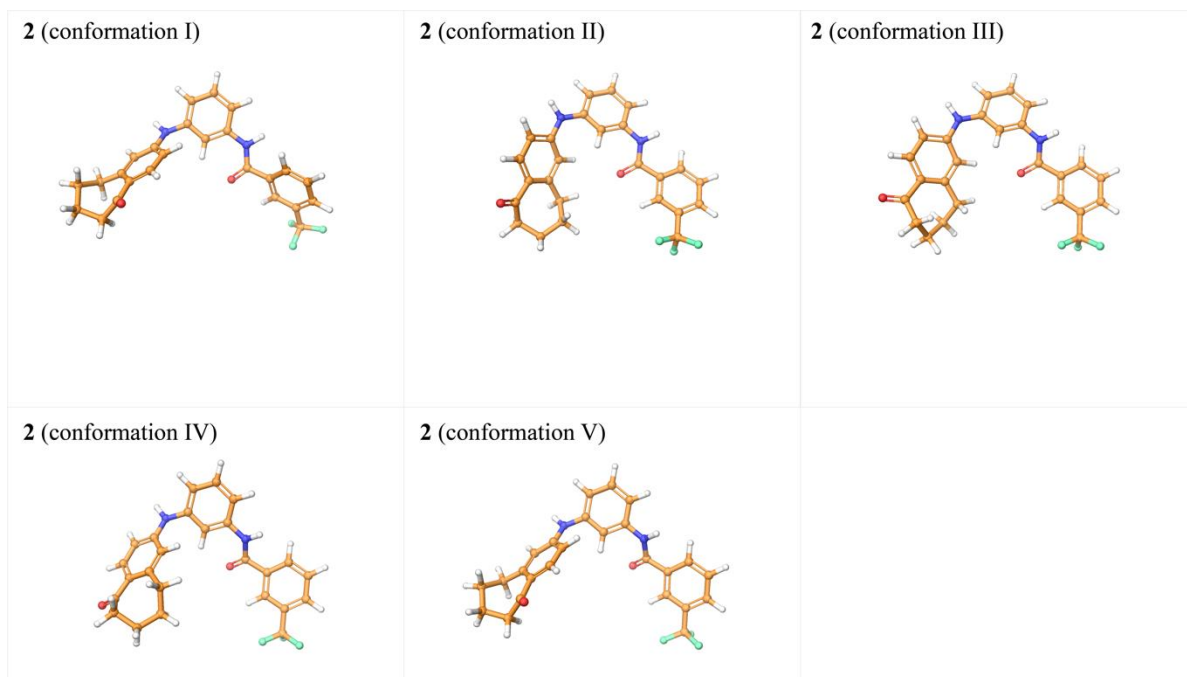 2 (conformation I)
2 (conformation II)
2 (conformation III)
2 (conformation IV)
2 (conformation V)